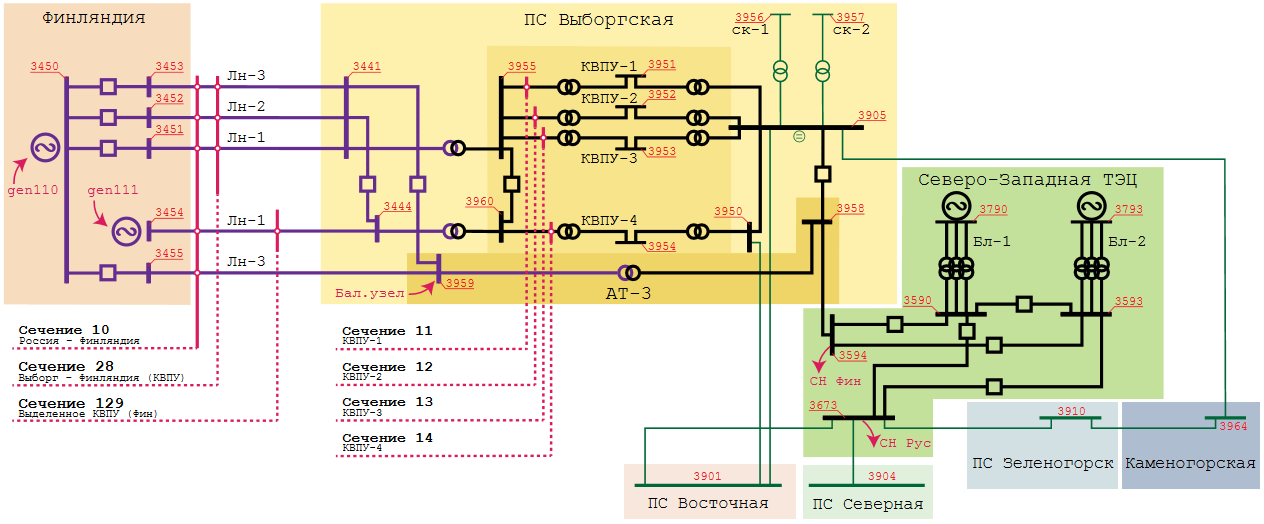 Финляндия
ПС Выборгская
3956
ск-1
3957
ск-2
3450
3453
3452
3451
3454
3455
gen110
gen111
Лн-3
Лн-2
Лн-1
Лн-1
Лн-3
3441
3444
3955
3960
КВПУ-1
3951
КВПУ-2
3952
КВПУ-3
3953
КВПУ-4
3954
3905
3950
3958
3959
Бал.узел
АТ-3
Северо-Западная ТЭЦ
3790
3793
Бл-1
Бл-2
3590
3593
3594
СН Фин
3673
СН Рус
Сечение 10
Россия - Финляндия
Сечение 28
Выборг - Финляндия (КВПУ)
Сечение 129
Выделенное КВПУ (Фин)
Сечение 11
КВПУ-1
Сечение 12
КВПУ-2
Сечение 13
КВПУ-3
Сечение 14
КВПУ-4
3910
ПС Зеленогорск
3964
Каменогорская
3901
ПС Восточная
3904
ПС Северная